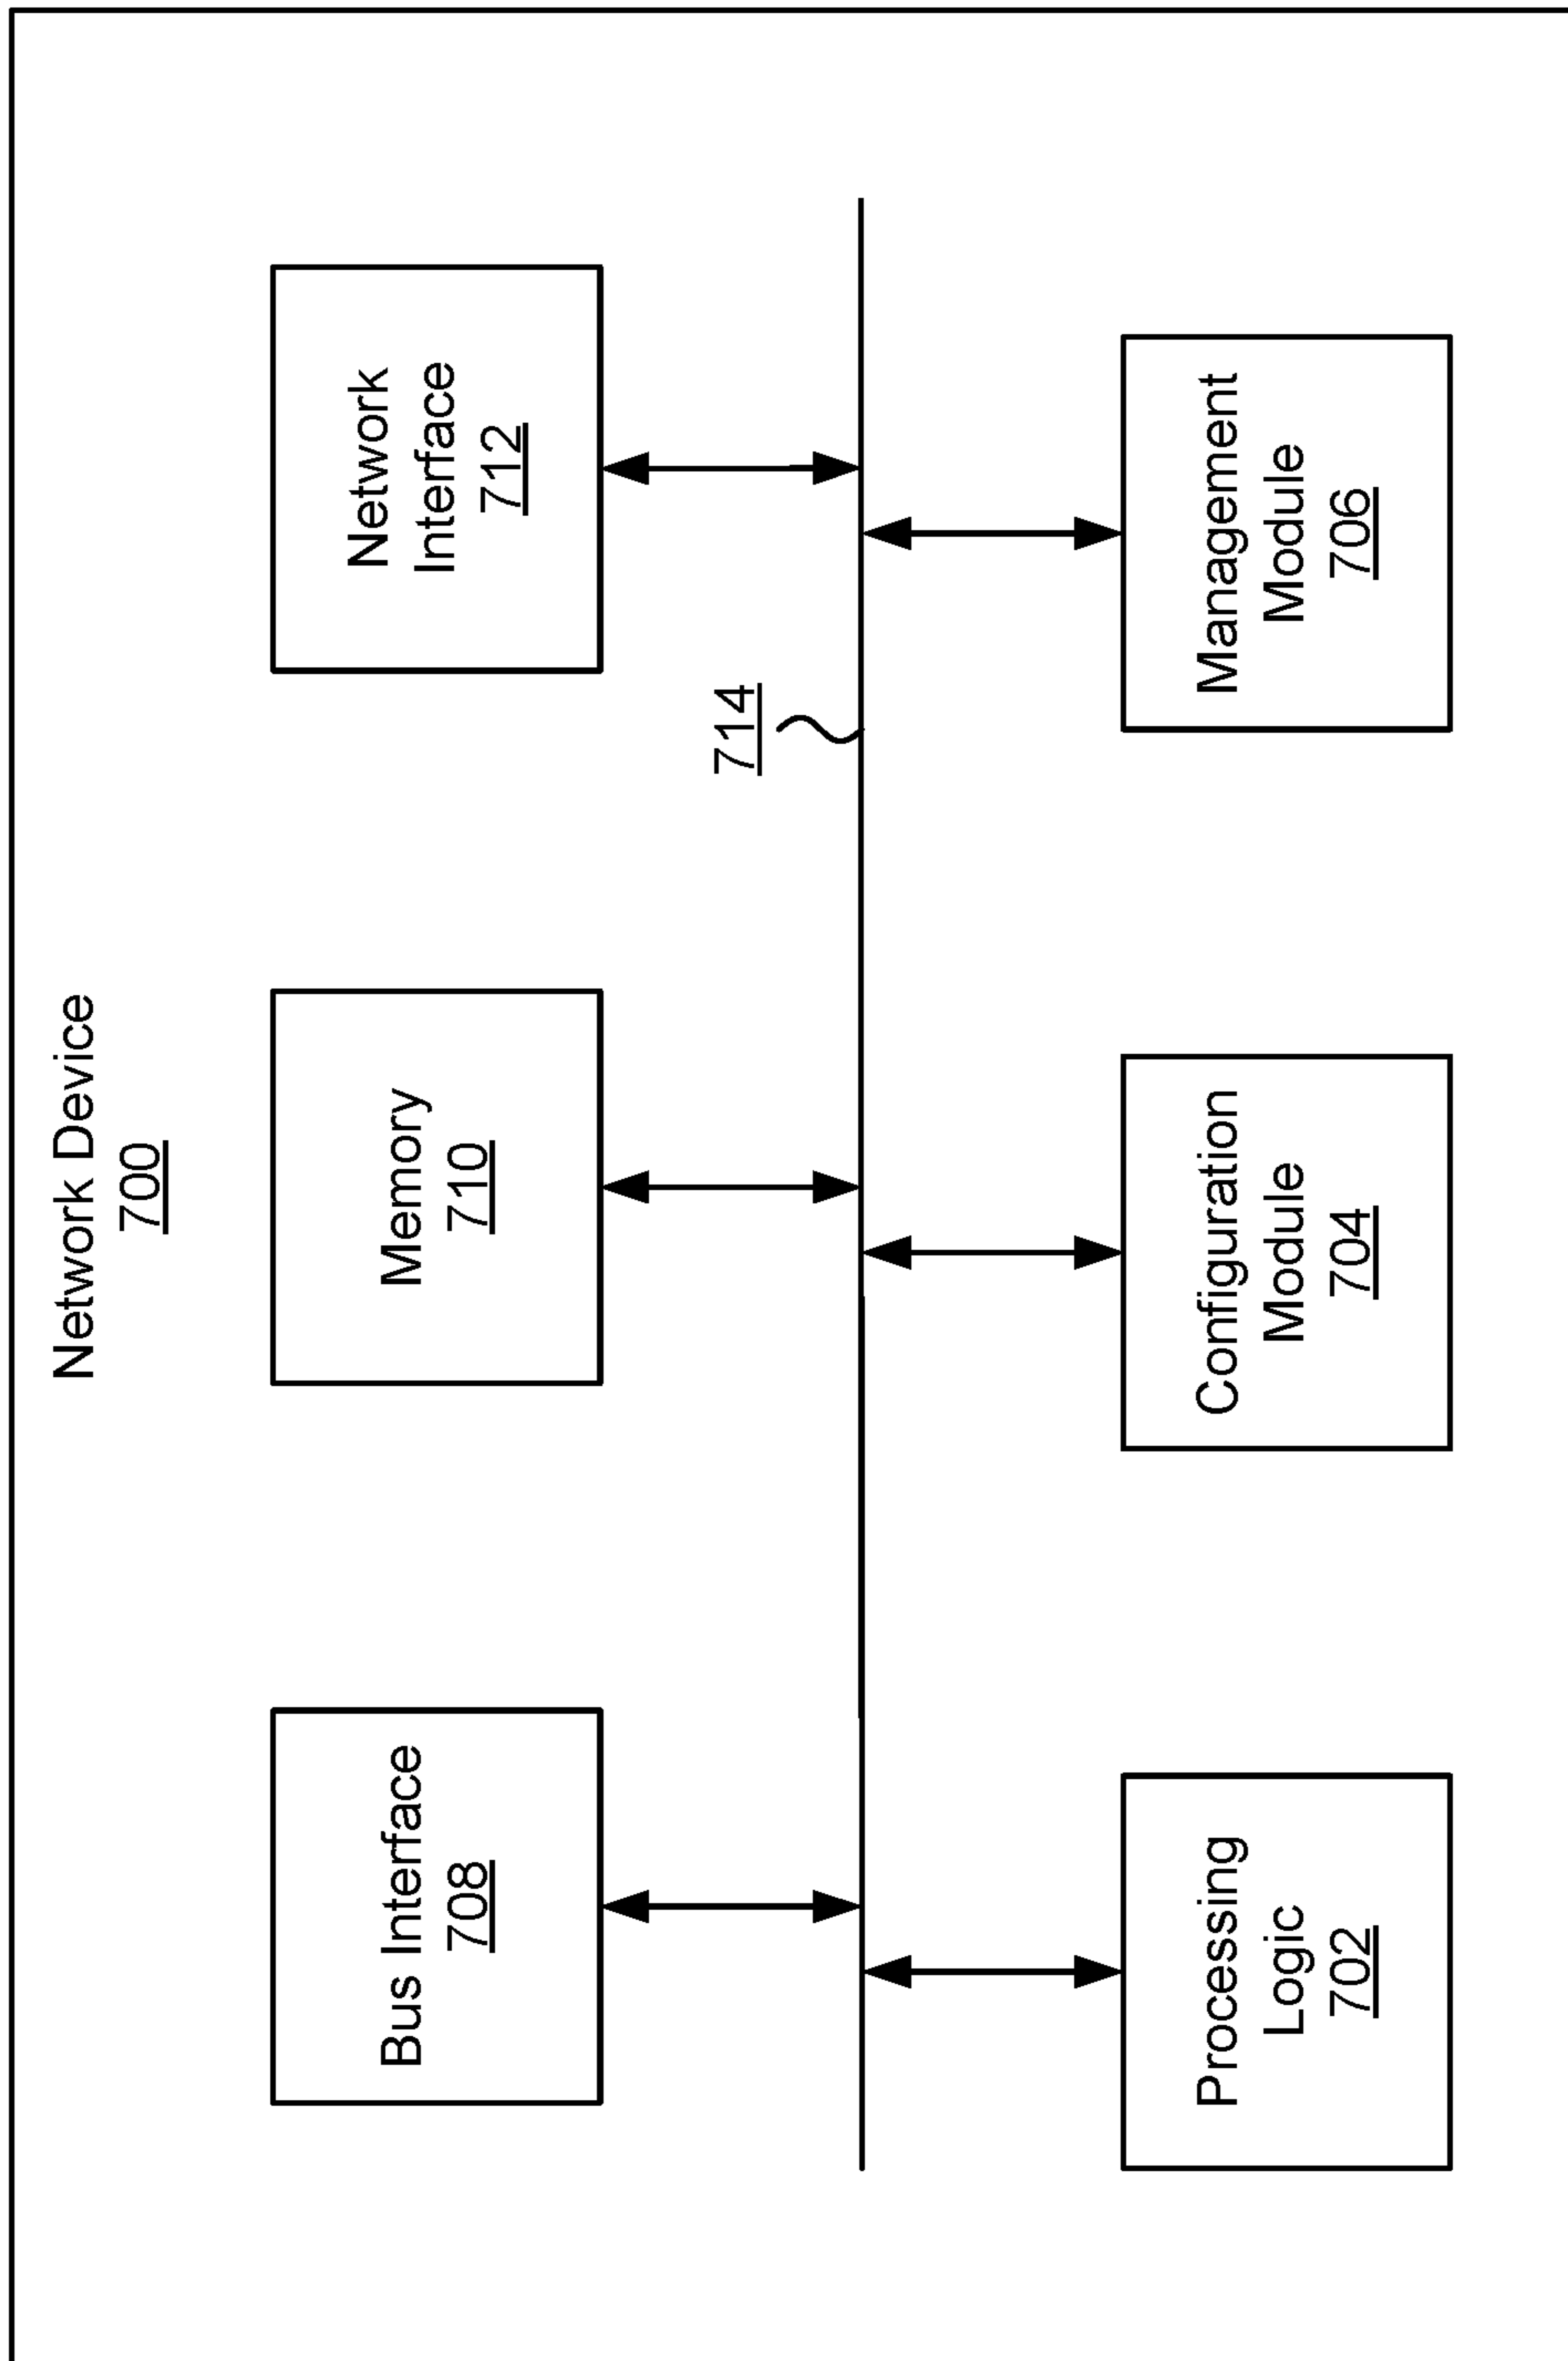 Network Device
700
Bus Interface
708
Memory
710
Network
Interface
712
714
Processing
Logic
702
Configuration
Module
704
Management
Module
706